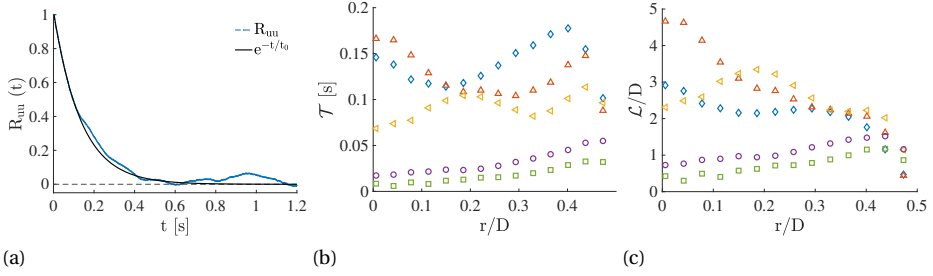 1
0.8
0.6
0.4
0.2
0
R_uu (t)
R_uu
e^{-t/t_0}
0 0.2 0.4 0.6 0.8 1 1.2
t [s]
(a)
0.2
0.15
0.1
0.05
0
𝒯 [s]
0 0.1 0.2 0.3 0.4
r/D
(b)
5
4
3
2
1
0
ℒ/D
0 0.1 0.2 0.3 0.4 0.5
r/D
(c)